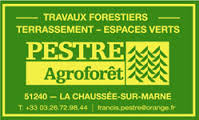 TRAVAUX FORESTIERS
TERRASSEMENT – ESPACES VERTS
PESTRE
Agroforêt
51240 — LA CHAUSSÉE-SUR-MARNE
T: +33 03.26.72.98.44 | francis.pestre@orange.fr